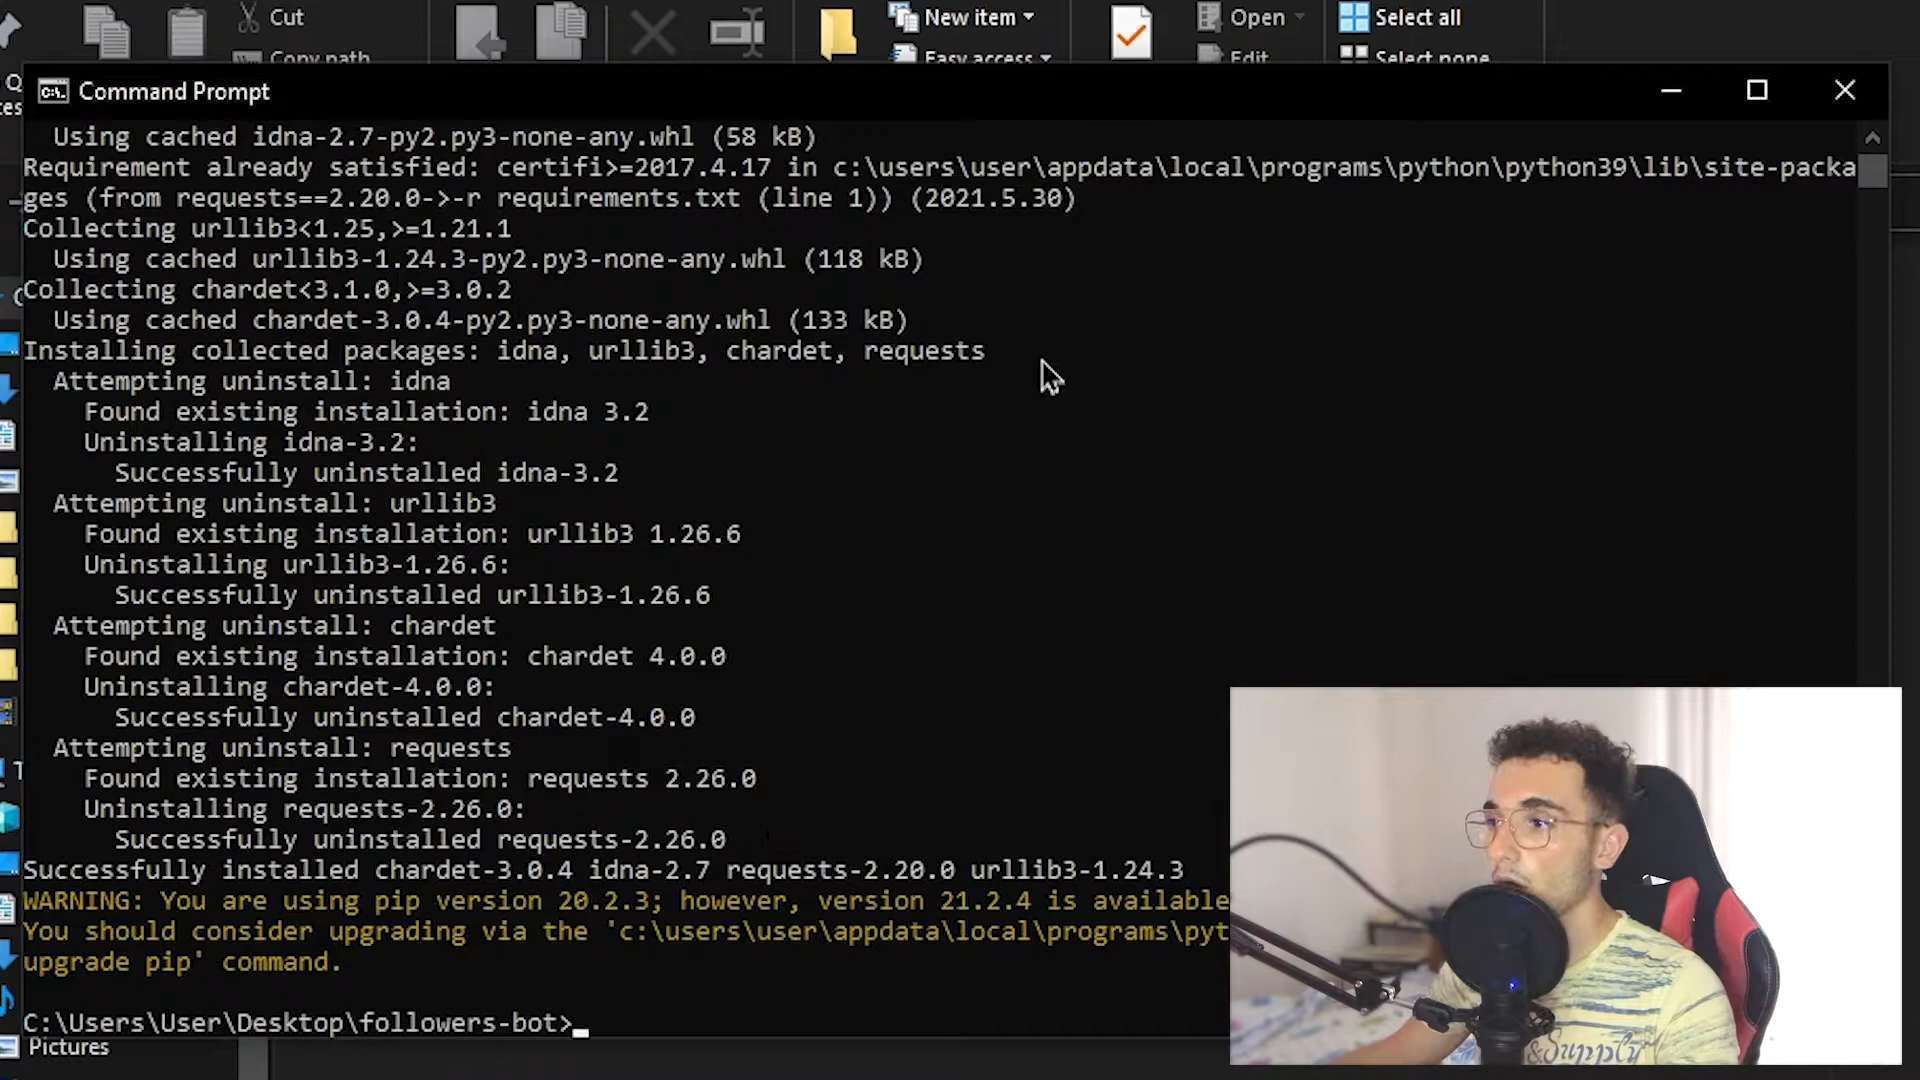 Cut
New item
Open
Select all
Copy path
Easy access
Edit
Select none
Command Prompt
Using cached idna-2.7-py2.py3-none-any.whl (58 kB)
Requirement already satisfied: certifi>=2017.4.17 in c:\users\user\appdata\local\programs\python\python39\lib\site-packa
ges (from requests==2.20.0->-r requirements.txt (line 1)) (2021.5.30)
Collecting urllib3<1.25,>=1.21.1
Using cached urllib3-1.24.3-py2.py3-none-any.whl (118 kB)
Collecting chardet<3.1.0,>=3.0.2
Using cached chardet-3.0.4-py2.py3-none-any.whl (133 kB)
Installing collected packages: idna, urllib3, chardet, requests
Attempting uninstall: idna
Found existing installation: idna 3.2
Uninstalling idna-3.2:
Successfully uninstalled idna-3.2
Attempting uninstall: urllib3
Found existing installation: urllib3 1.26.6
Uninstalling urllib3-1.26.6:
Successfully uninstalled urllib3-1.26.6
Attempting uninstall: chardet
Found existing installation: chardet 4.0.0
Uninstalling chardet-4.0.0:
Successfully uninstalled chardet-4.0.0
Attempting uninstall: requests
Found existing installation: requests 2.26.0
Uninstalling requests-2.26.0:
Successfully uninstalled requests-2.26.0
Successfully installed chardet-3.0.4 idna-2.7 requests-2.20.0 urllib3-1.24.3
WARNING: You are using pip version 20.2.3; however, version 21.2.4 is available
You should consider upgrading via the 'c:\users\user\appdata\local\programs\pyt
upgrade pip' command.
C:\Users\User\Desktop\followers-bot>
Pictures
&Supply